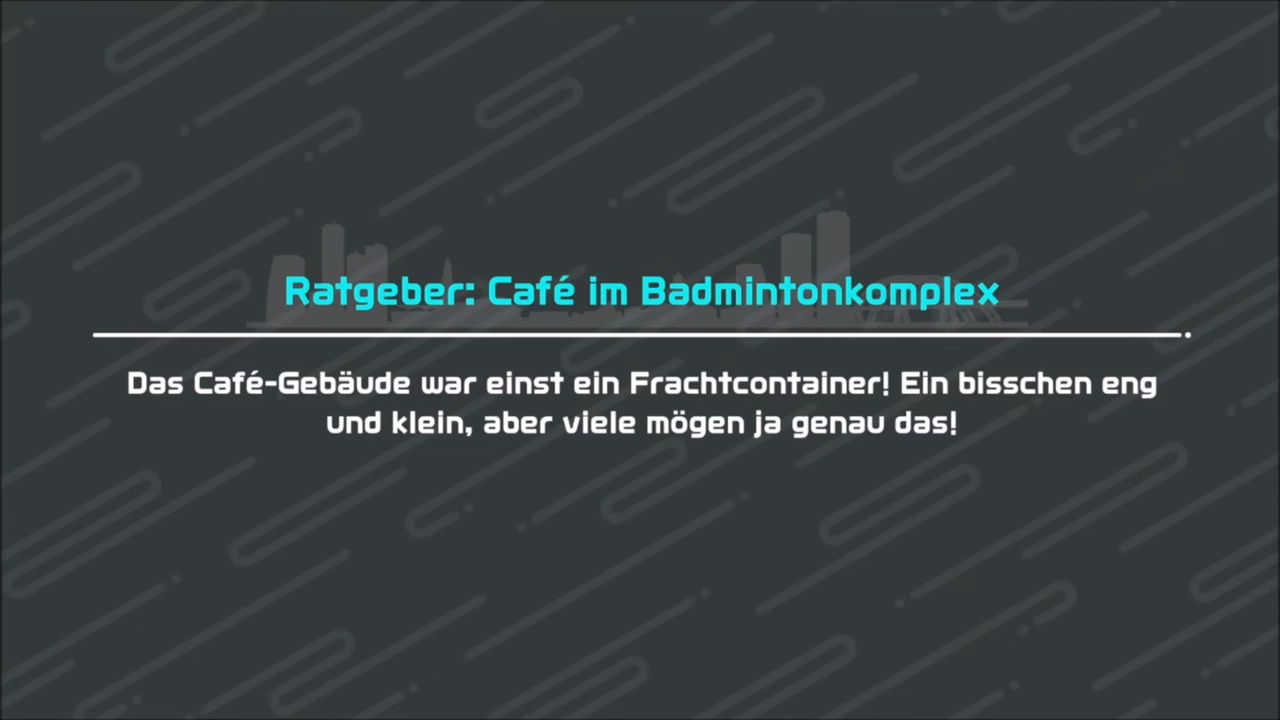 Ratgeber: Café im Badmintonkomplex
Das Café-Gebäude war einst ein Frachtcontainer! Ein bisschen eng
und klein, aber viele mögen ja genau das!